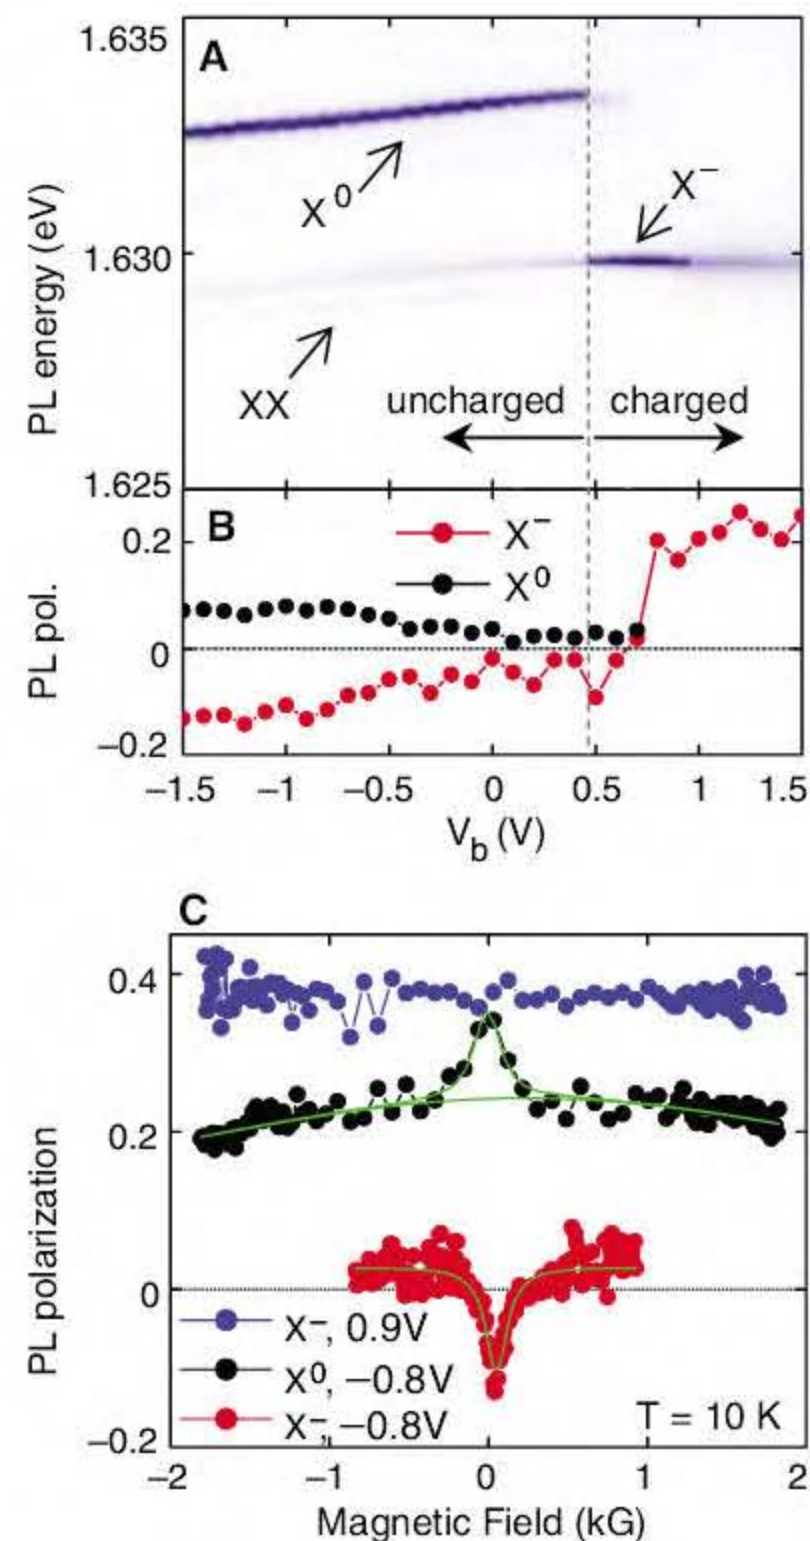 A
1.635
X0
X−
PL energy (eV)
1.630
XX
uncharged charged
1.625
B
X−
X0
0.2
0
−0.2
PL pol.
−1.5 −1 −0.5 0 0.5 1 1.5
Vb (V)
C
0.4
0.2
0
−0.2
PL polarization
X−, 0.9V
X0, −0.8V
X−, −0.8V
T = 10 K
−2 −1 0 1 2
Magnetic Field (kG)